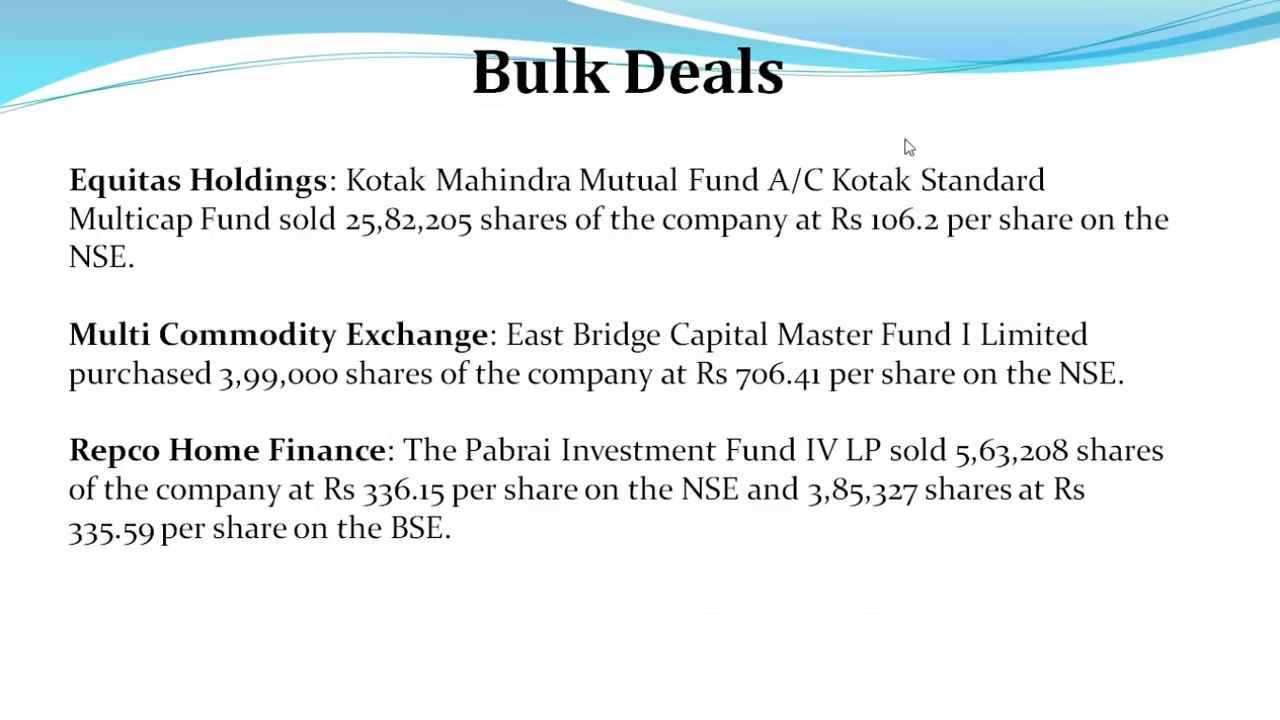 Bulk Deals
Equitas Holdings: Kotak Mahindra Mutual Fund A/C Kotak Standard
Multicap Fund sold 25,82,205 shares of the company at Rs 106.2 per share on the
NSE.
Multi Commodity Exchange: East Bridge Capital Master Fund I Limited
purchased 3,99,000 shares of the company at Rs 706.41 per share on the NSE.
Repco Home Finance: The Pabrai Investment Fund IV LP sold 5,63,208 shares
of the company at Rs 336.15 per share on the NSE and 3,85,327 shares at Rs
335.59 per share on the BSE.